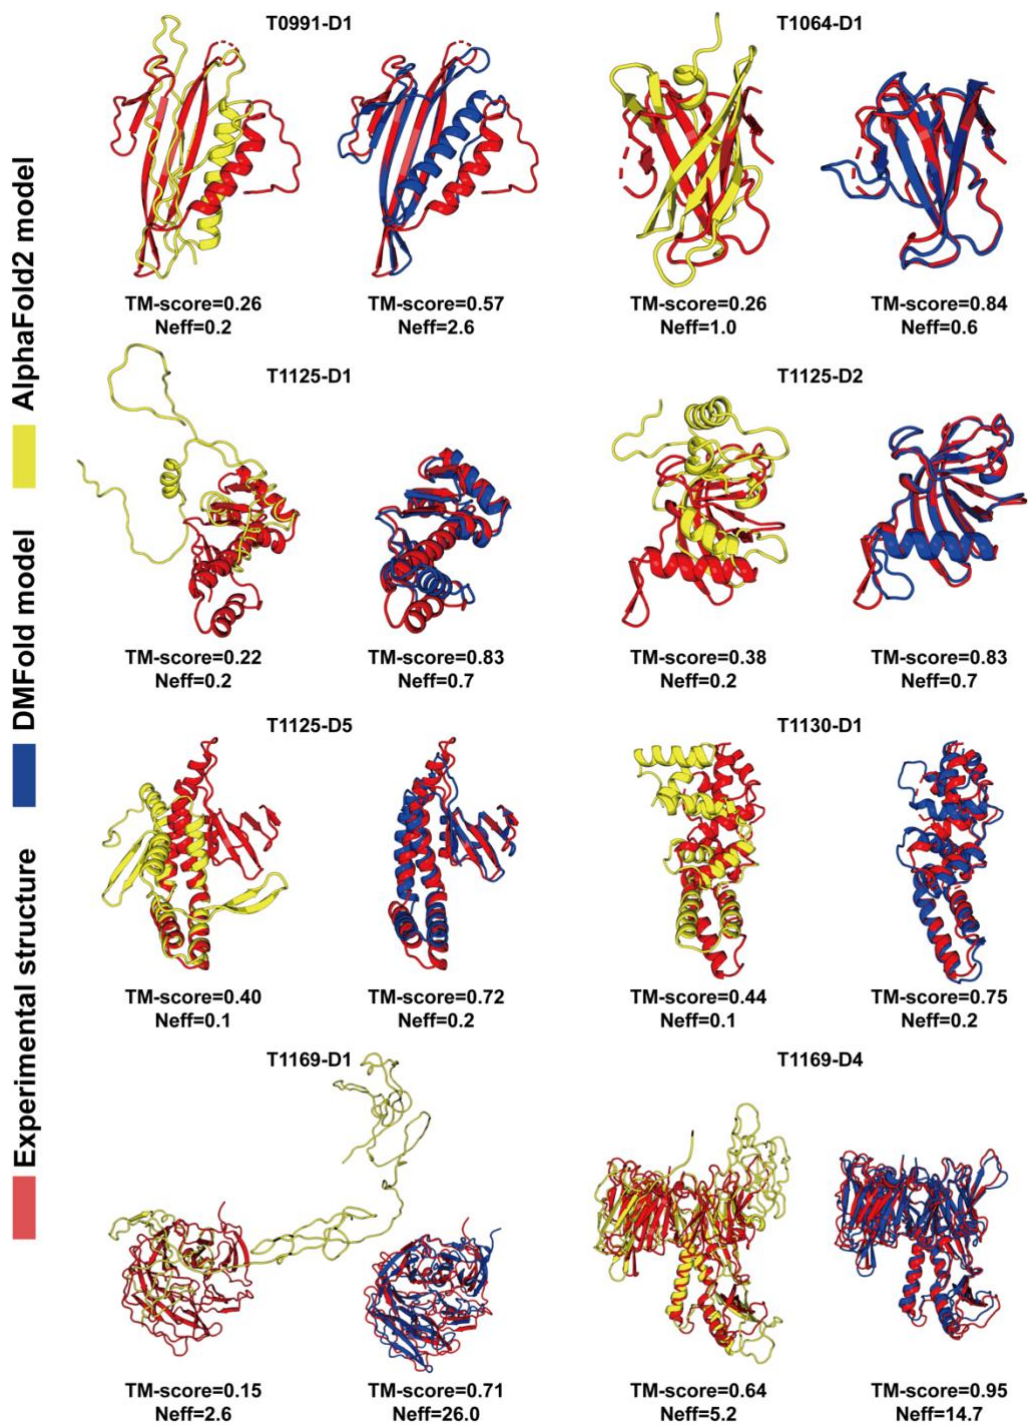 Experimental structure
DMFold model
AlphaFold2 model
T0991-D1
TM-score=0.26
Neff=0.2
TM-score=0.57
Neff=2.6
T1064-D1
TM-score=0.26
Neff=1.0
TM-score=0.84
Neff=0.6
T1125-D1
TM-score=0.22
Neff=0.2
TM-score=0.83
Neff=0.7
T1125-D2
TM-score=0.38
Neff=0.2
TM-score=0.83
Neff=0.7
T1125-D5
TM-score=0.40
Neff=0.1
TM-score=0.72
Neff=0.2
T1130-D1
TM-score=0.44
Neff=0.1
TM-score=0.75
Neff=0.2
T1169-D1
TM-score=0.15
Neff=2.6
TM-score=0.71
Neff=26.0
T1169-D4
TM-score=0.64
Neff=5.2
TM-score=0.95
Neff=14.7